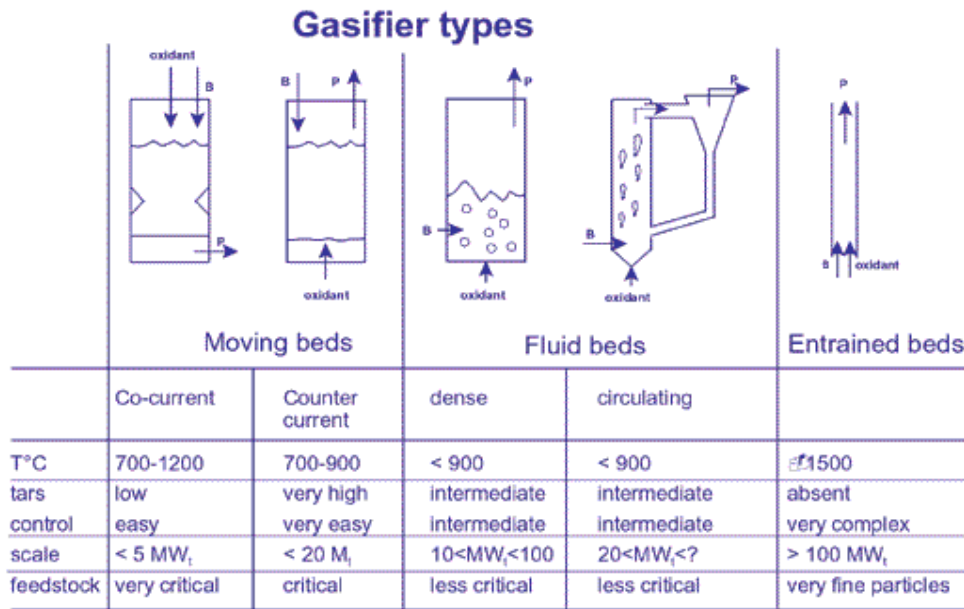 Gasifier types
oxidant
B
P
P
B
P
oxidant
B
oxidant
P
B
oxidant
P
B
oxidant
Moving beds
Fluid beds
Entrained beds
Co-current
Counter current
dense
circulating
T°C
700-1200
700-900
< 900
< 900
1500
tars
low
very high
intermediate
intermediate
absent
control
easy
very easy
intermediate
intermediate
very complex
scale
< 5 MWt
< 20 Mt
10<MWt<100
20<MWt<?
> 100 MWt
feedstock
very critical
critical
less critical
less critical
very fine particles